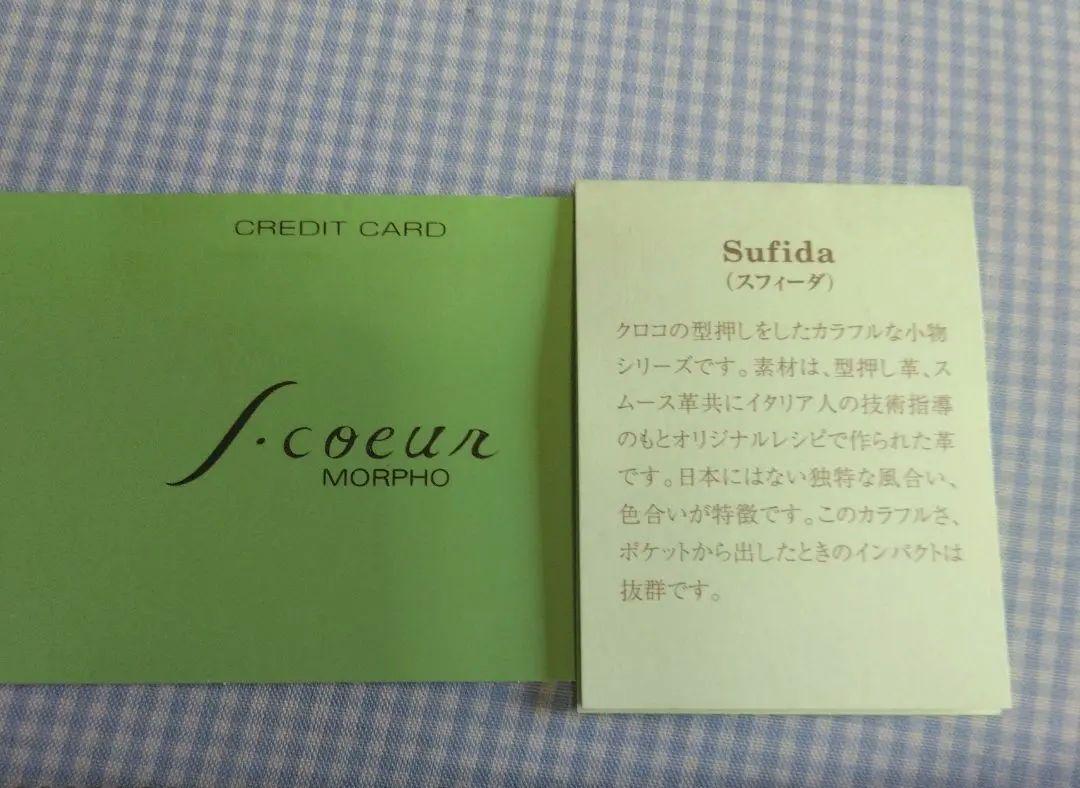 CREDIT CARD
S・coeur
MORPHO
Sufida
（スフィーダ）
クロコの型押しをしたカラフルな小物
シリーズです。素材は、型押し革、ス
ムース革共にイタリア人の技術指導
のもとオリジナルレシピで作られた革
です。日本にはない独特な風合い、
色合いが特徴です。このカラフルさ、
ポケットから出したときのインパクトは
抜群です。